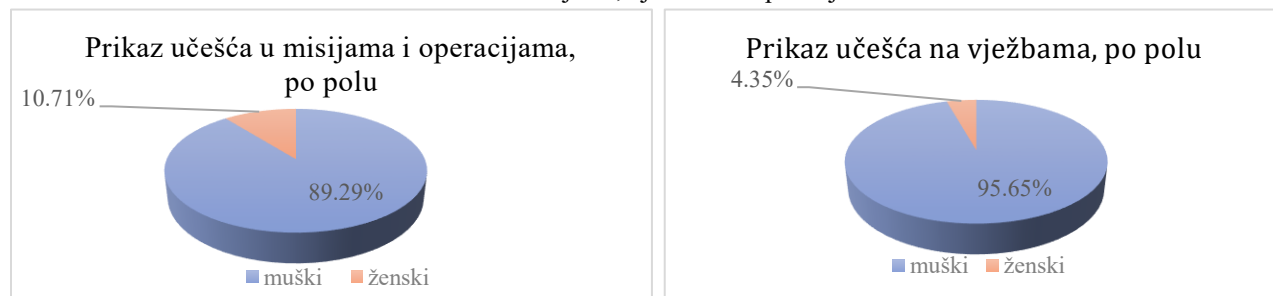 Prikaz učešća u misijama i operacijama,
po polu
10.71%
89.29%
muški ženski
Prikaz učešća na vježbama, po polu
4.35%
95.65%
muški ženski